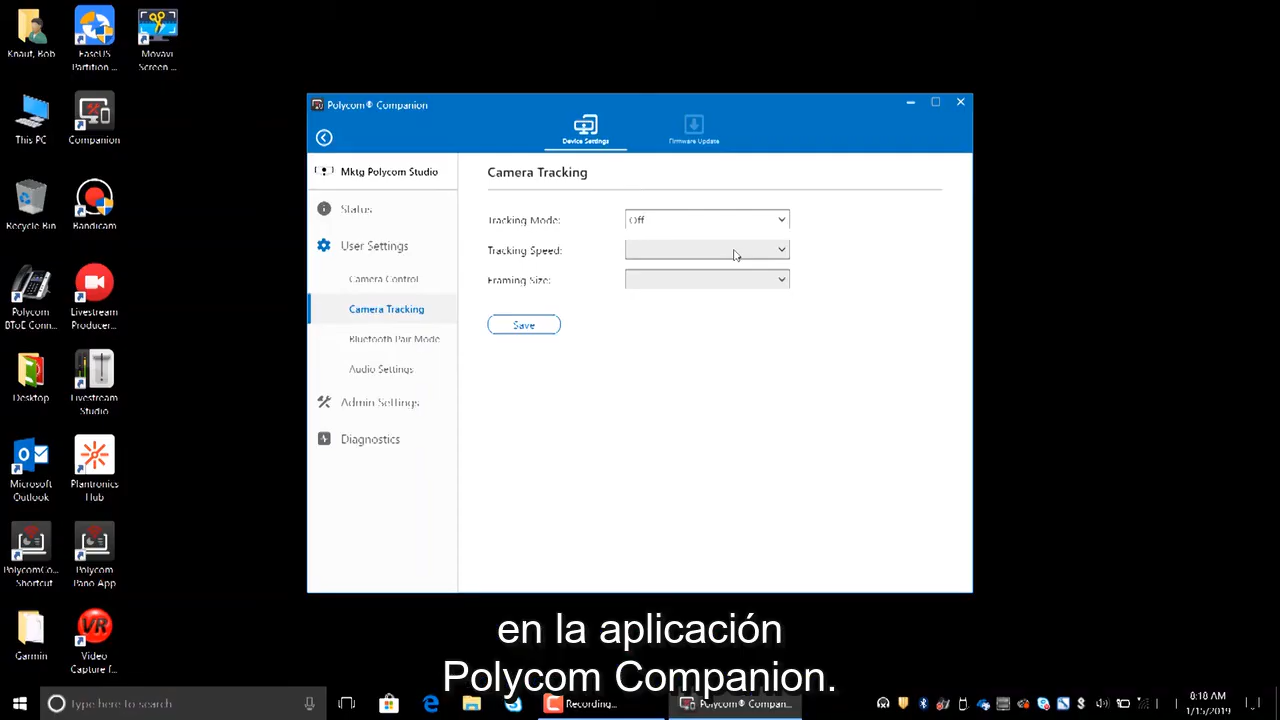 Knauf, Bob
EaseUS
Partition ...
Movavi
Screen ...
This PC
Companion
Recycle Bin
Bandicam
Polycom
BToE Conn...
Livestream
Producer...
Desktop
Livestream
Studio
Microsoft
Outlook
Plantronics
Hub
PolycomCo...
Shortcut
Polycom
Pano App
Garmin
VR
Video
Capture f...
Polycom® Companion
Device Settings
Firmware Update
Mktg Polycom Studio
Status
User Settings
Camera Control
Camera Tracking
Bluetooth Pair Mode
Audio Settings
Admin Settings
Diagnostics
Camera Tracking
Tracking Mode:
Off
Tracking Speed:
Framing Size:
Save
en la aplicación
Polycom Companion.
Type here to search
Recording...
Polycom® Compan...
8:18 AM
1/15/2019